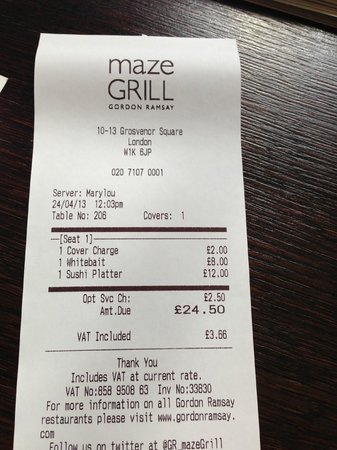 maze
GRILL
GORDON RAMSAY
10-13 Grosvenor Square
London
W1K 6JP
020 7107 0001
Server: Marylou
24/04/13 12:03pm
Table No: 206 Covers: 1
[Seat 1]
1 Cover Charge £2.00
1 Whitebait £8.00
1 Sushi Platter £12.00
Opt Svc Ch: £2.50
Amt.Due £24.50
VAT Included £3.66
Thank You
Includes VAT at current rate.
VAT No:858 9508 63 Inv No:33830
For more information on all Gordon Ramsay
restaurants please visit www.gordonramsay.
com
Follow us on twitter at @GR_mazeGrill